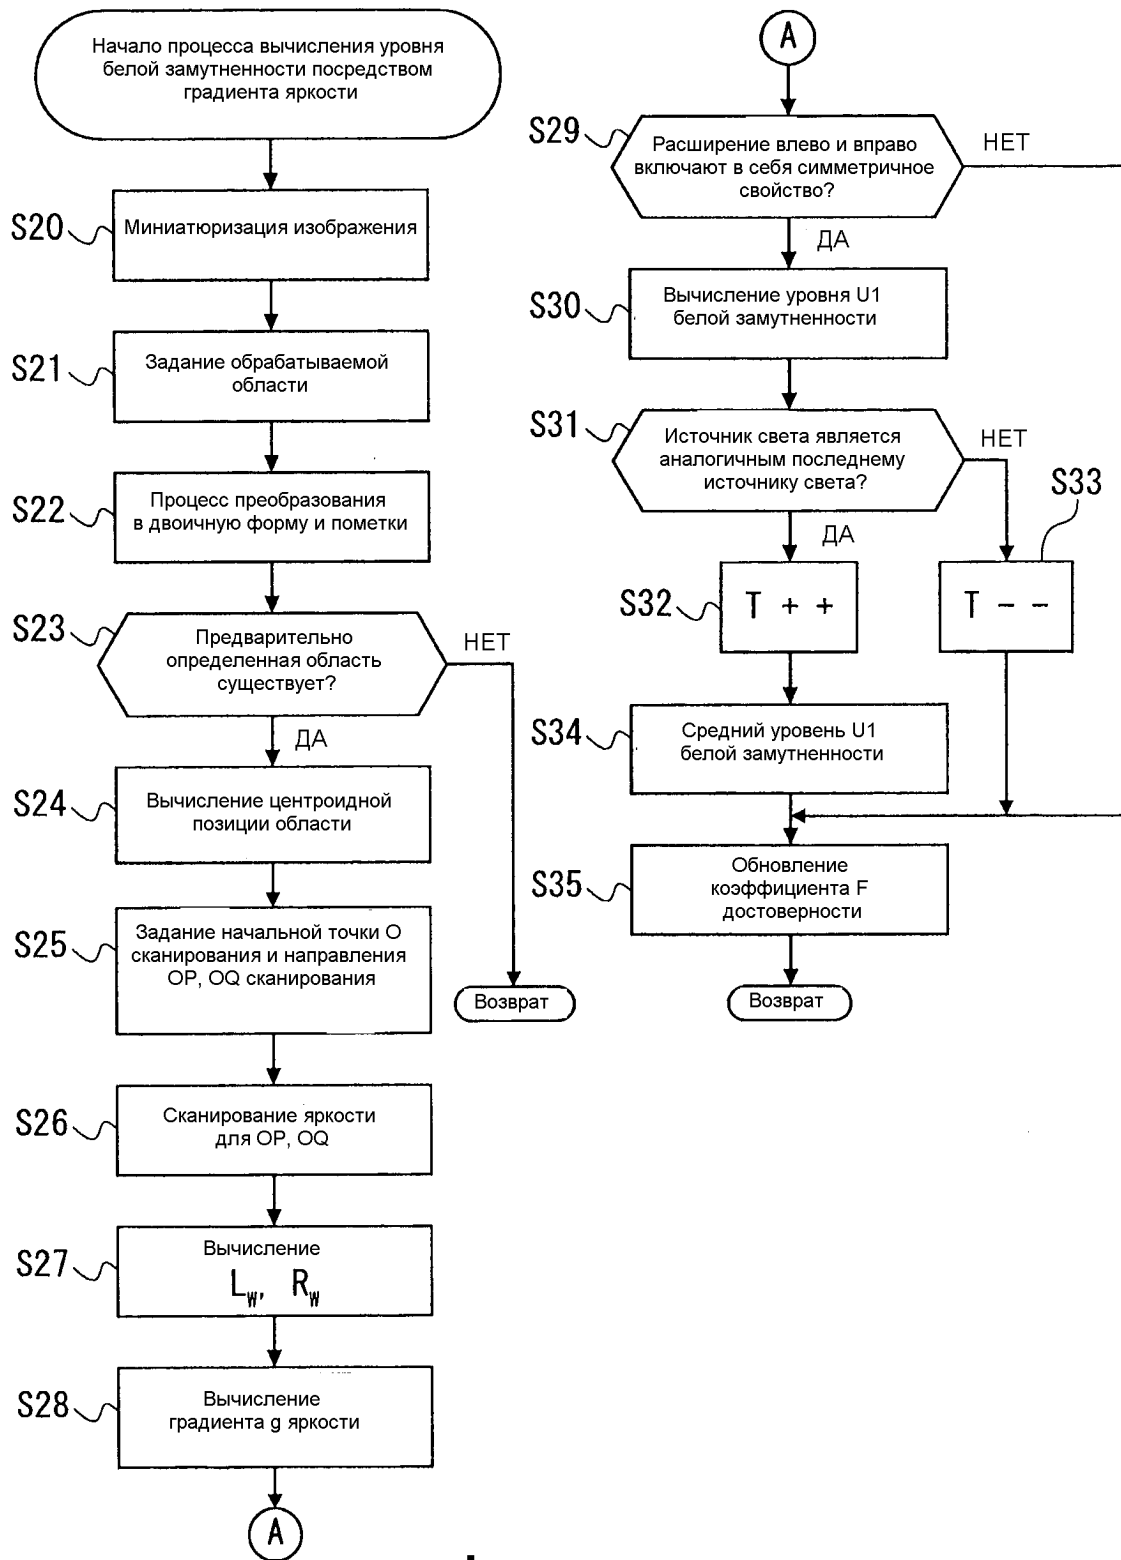 Начало процесса вычисления уровня
белой замутненности посредством
градиента яркости
S20
Миниатюризация изображения
S21
Задание обрабатываемой
области
S22
Процесс преобразования
в двоичную форму и пометки
S23
Предварительно
определенная область
существует?
НЕТ
ДА
S24
Вычисление центроидной
позиции области
S25
Задание начальной точки О
сканирования и направления
OP, OQ сканирования
Возврат
S26
Сканирование яркости
для OP, OQ
S27
Вычисление
Lw, Rw
S28
Вычисление
градиента g яркости
A
A
S29
Расширение влево и вправо
включают в себя симметричное
свойство?
НЕТ
ДА
S30
Вычисление уровня U1
белой замутненности
S31
Источник света является
аналогичным последнему
источнику света?
НЕТ
ДА
S33
S32
T + +
T - -
S34
Средний уровень U1
белой замутненности
S35
Обновление
коэффициента F
достоверности
Возврат